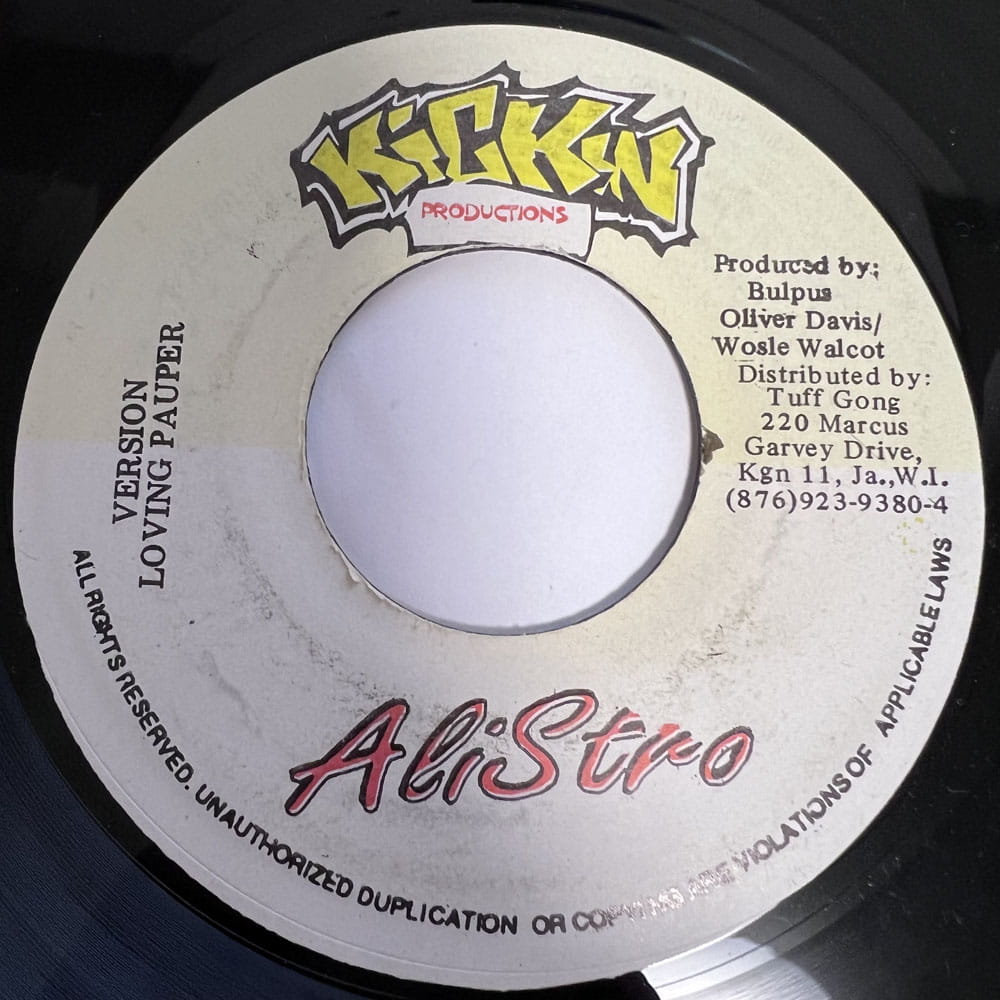 KiCKiN
PRODUCTIONS
Produced by;
Bulpus
Oliver Davis/
Wosle Walcot
Distributed by:
Tuff Gong
220 Marcus
Garvey Drive,
Kgn 11, Ja.,W.I.
(876)923-9380-4
VERSION
LOVING PAUPER
AliStro
ALL RIGHTS RESERVED. UNAUTHORIZED DUPLICATION OR COPYING ARE VIOLATIONS OF APPLICABLE LAWS